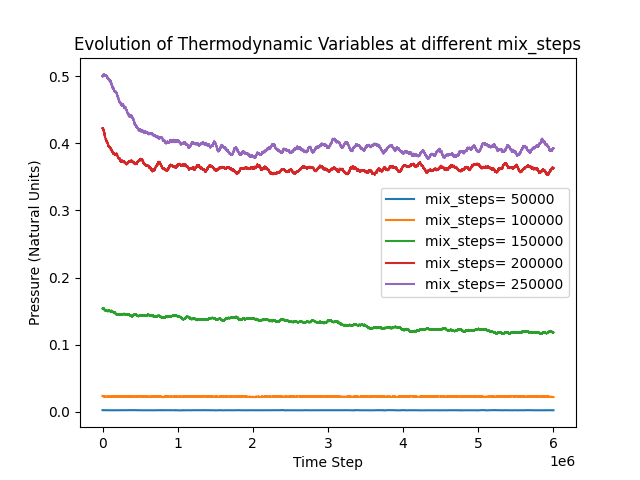 Evolution of Thermodynamic Variables at different mix_steps
Pressure (Natural Units)
0.5
0.4
0.3
0.2
0.1
0.0
mix_steps= 50000
mix_steps= 100000
mix_steps= 150000
mix_steps= 200000
mix_steps= 250000
0 1 2 3 4 5 6
1e6
Time Step